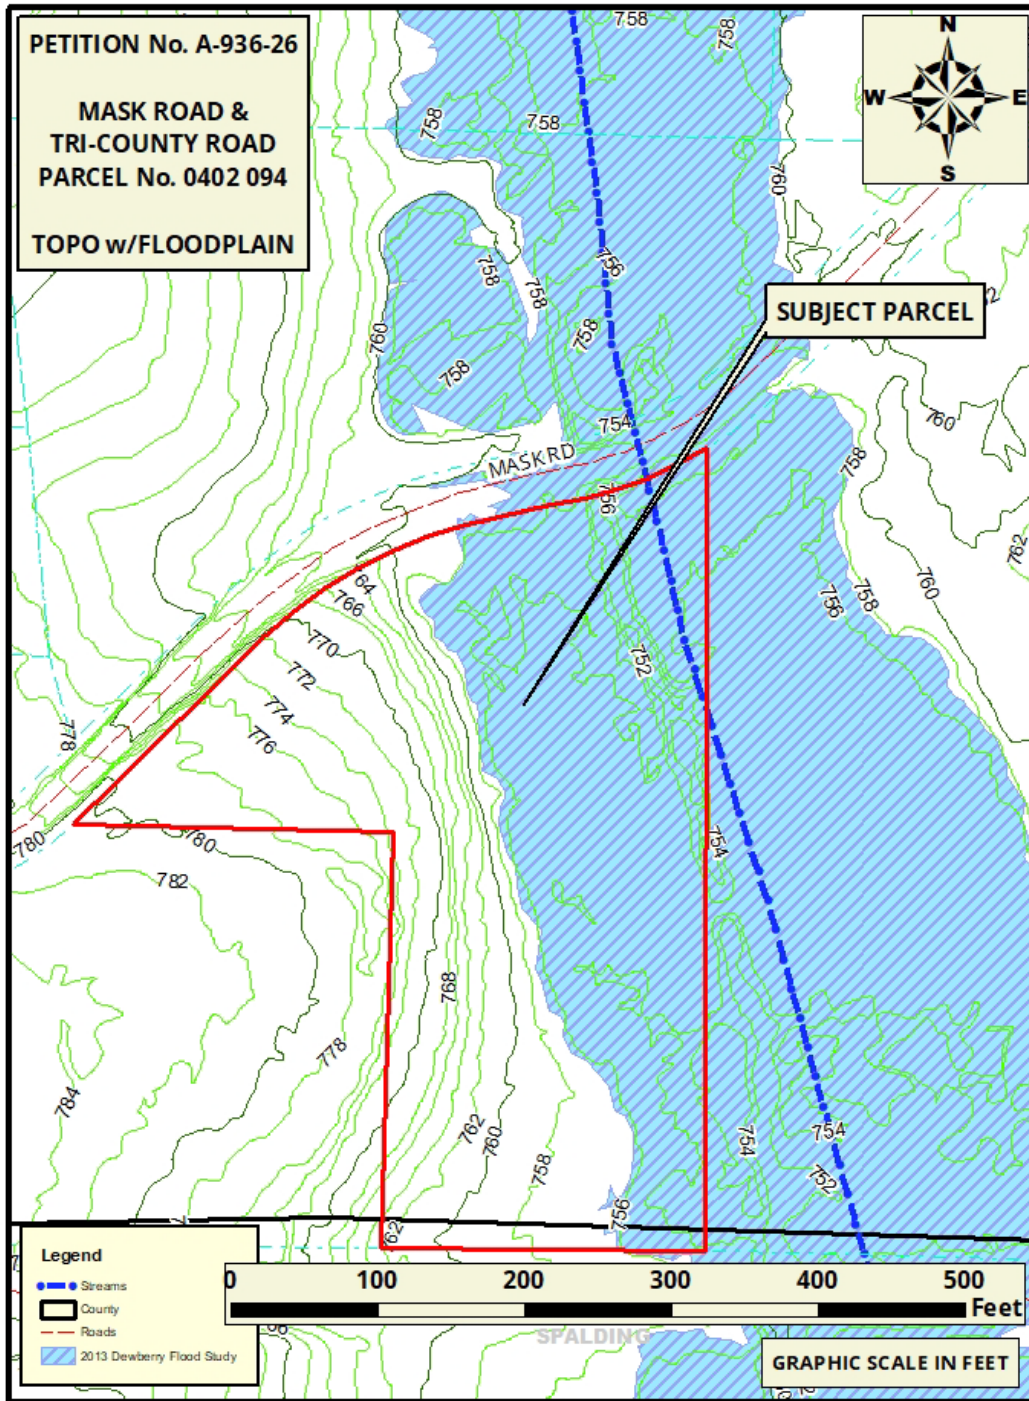 PETITION No. A-936-26
MASK ROAD &
TRI-COUNTY ROAD
PARCEL No. 0402 094
TOPO w/FLOODPLAIN
N
W
E
S
758
758
758
758
760
756
758
758
758
760
758
SUBJECT PARCEL
754
760
MASK RD
758
756
762
64
766
760
758
756
770
752
772
774
776
778
780
780
754
782
768
778
784
762
760
754
754
758
752
756
762
Legend
Streams
County
Roads
2013 Dewberry Flood Study
0 100 200 300 400 500
Feet
SPALDING
GRAPHIC SCALE IN FEET